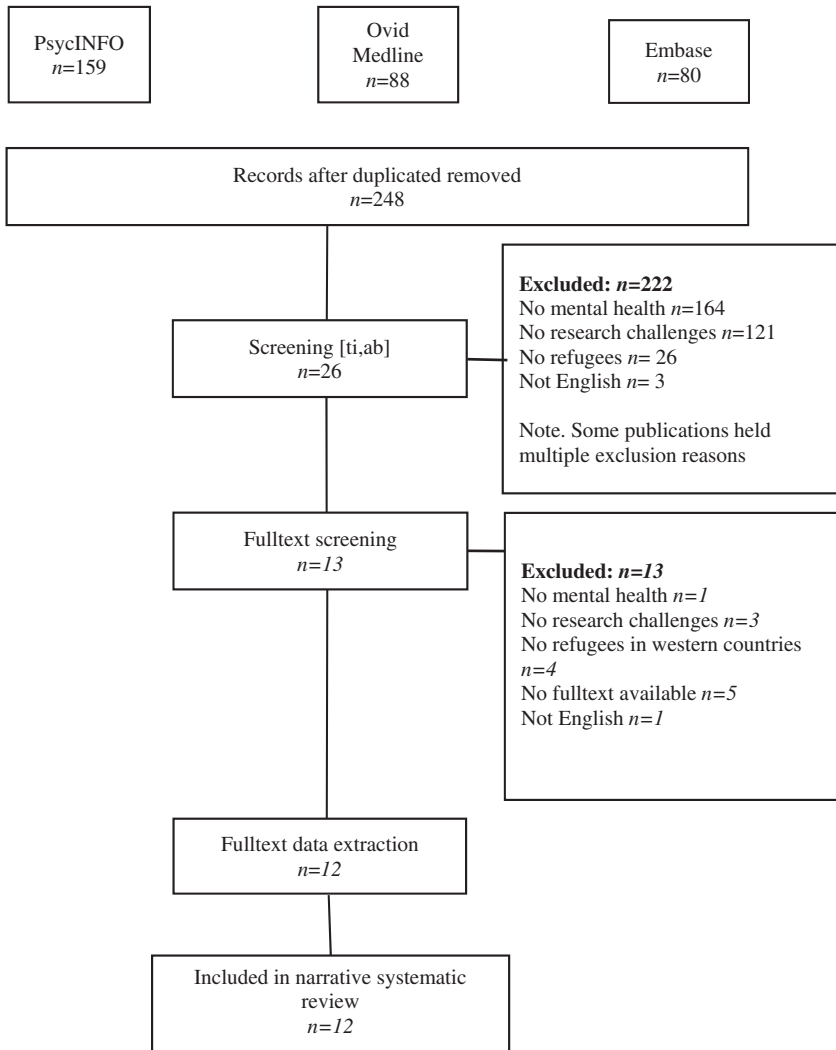 PsycINFO
n=159
Ovid
Medline
n=88
Embase
n=80
Records after duplicated removed
n=248
Screening [ti,ab]
n=26
Excluded: n=222
No mental health n=164
No research challenges n=121
No refugees n= 26
Not English n= 3
Note. Some publications held
multiple exclusion reasons
Fulltext screening
n=13
Excluded: n=13
No mental health n=1
No research challenges n=3
No refugees in western countries
n=4
No fulltext available n=5
Not English n=1
Fulltext data extraction
n=12
Included in narrative systematic
review
n=12